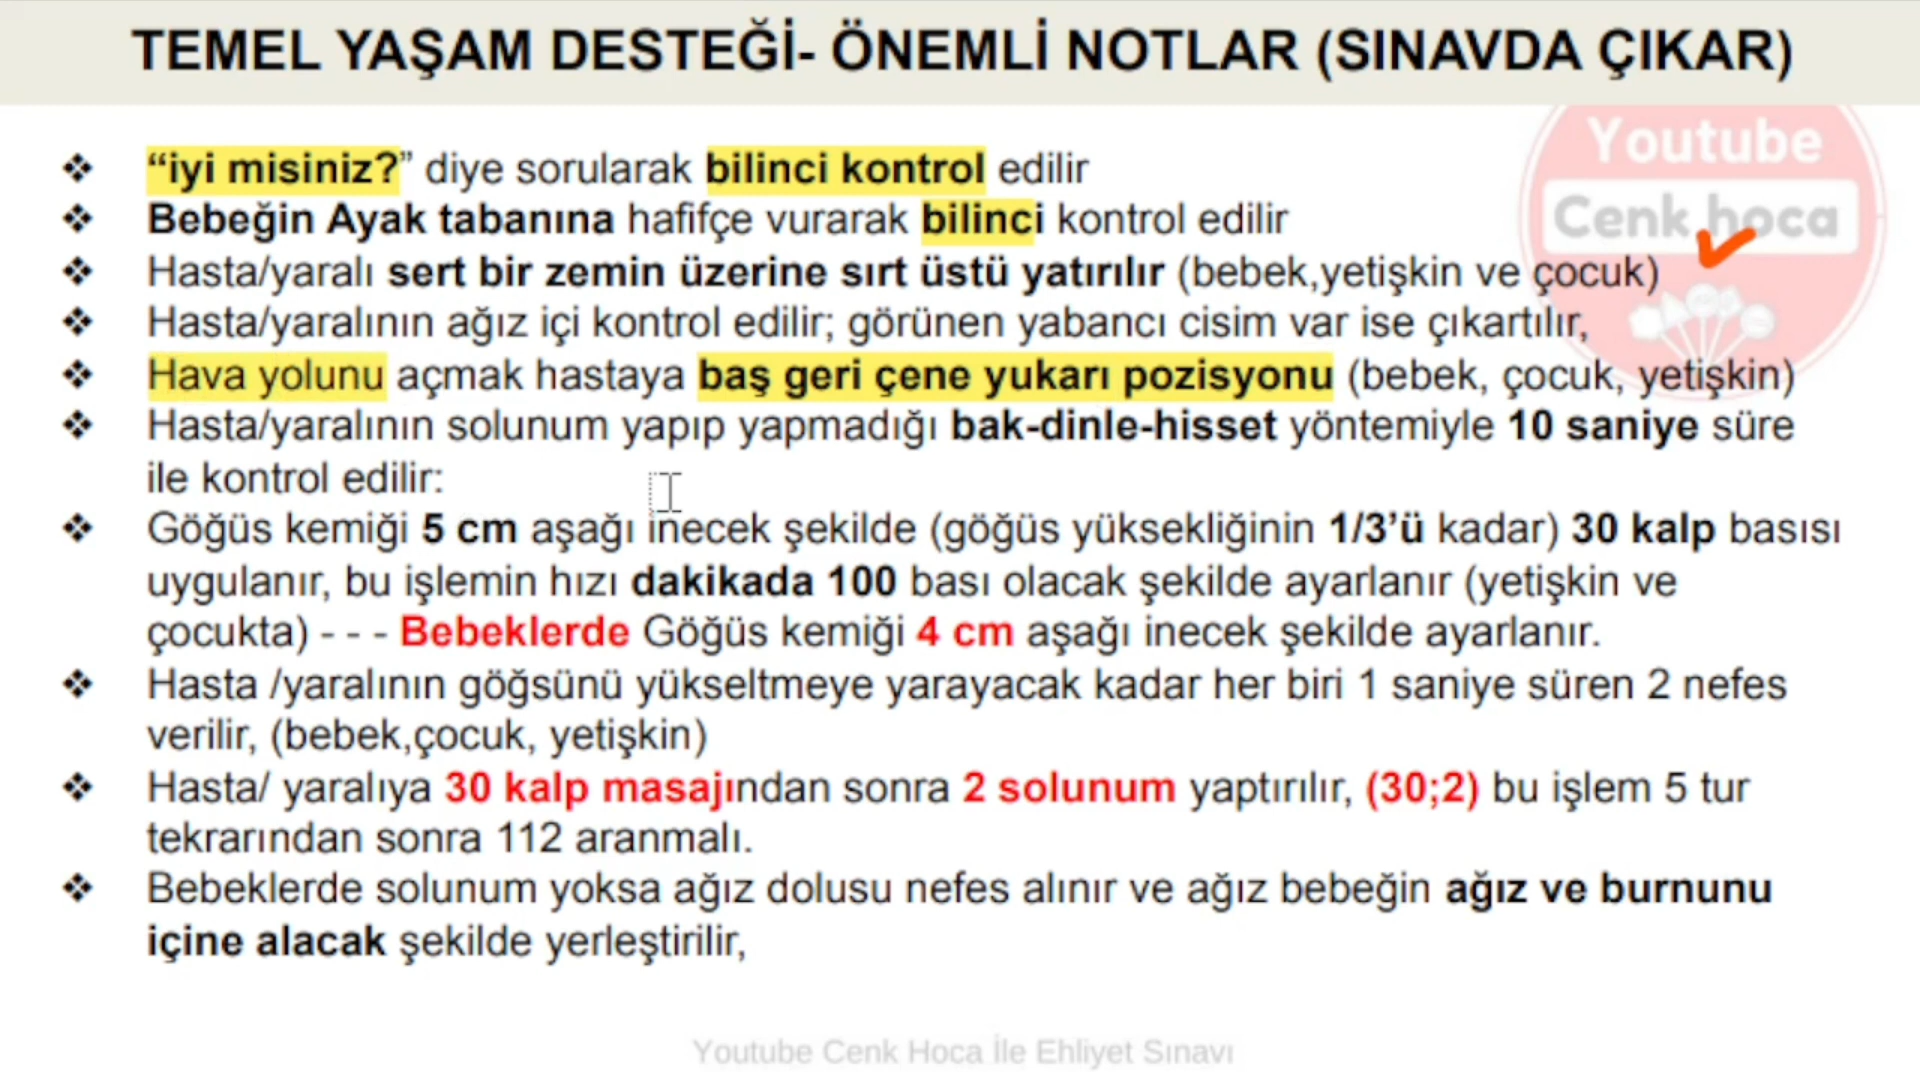 TEMEL YAŞAM DESTEĞİ- ÖNEMLİ NOTLAR (SINAVDA ÇIKAR)
Youtube
Cenk hoca
❖ “iyi misiniz?” diye sorularak bilinci kontrol edilir
❖ Bebeğin Ayak tabanına hafifçe vurarak bilinci kontrol edilir
❖ Hasta/yaralı sert bir zemin üzerine sırt üstü yatırılır (bebek,yetişkin ve çocuk)
❖ Hasta/yaralının ağız içi kontrol edilir; görünen yabancı cisim var ise çıkartılır,
❖ Hava yolunu açmak hastaya baş geri çene yukarı pozisyonu (bebek, çocuk, yetişkin)
❖ Hasta/yaralının solunum yapıp yapmadığı bak-dinle-hisset yöntemiyle 10 saniye süre
ile kontrol edilir:
❖ Göğüs kemiği 5 cm aşağı inecek şekilde (göğüs yüksekliğinin 1/3’ü kadar) 30 kalp basısı
uygulanır, bu işlemin hızı dakikada 100 bası olacak şekilde ayarlanır (yetişkin ve
çocukta) - - - Bebeklerde Göğüs kemiği 4 cm aşağı inecek şekilde ayarlanır.
❖ Hasta /yaralının göğsünü yükseltmeye yarayacak kadar her biri 1 saniye süren 2 nefes
verilir, (bebek,çocuk, yetişkin)
❖ Hasta/ yaralıya 30 kalp masajından sonra 2 solunum yaptırılır, (30;2) bu işlem 5 tur
tekrarından sonra 112 aranmalı.
❖ Bebeklerde solunum yoksa ağız dolusu nefes alınır ve ağız bebeğin ağız ve burnunu
içine alacak şekilde yerleştirilir,
Youtube Cenk Hoca İle Ehliyet Sınavı